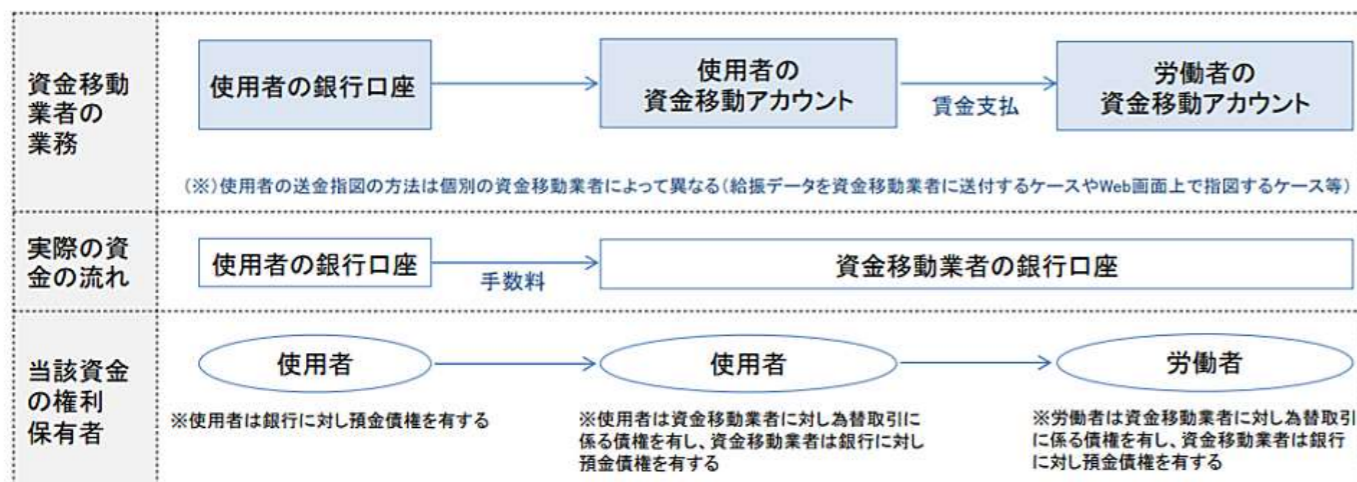 資金移動
業者の
業務
使用者の銀行口座
使用者の
資金移動アカウント
賃金支払
労働者の
資金移動アカウント
(※)使用者の送金指図の方法は個別の資金移動業者によって異なる(給振データを資金移動業者に送付するケースやWeb画面上で指図するケース等)
実際の資
金の流れ
使用者の銀行口座
手数料
資金移動業者の銀行口座
当該資金
の権利
保有者
使用者
使用者
労働者
※使用者は銀行に対し預金債権を有する
※使用者は資金移動業者に対し為替取引に
係る債権を有し、資金移動業者は銀行に対し
預金債権を有する
※労働者は資金移動業者に対し為替取引
に係る債権を有し、資金移動業者は銀行
に対し預金債権を有する